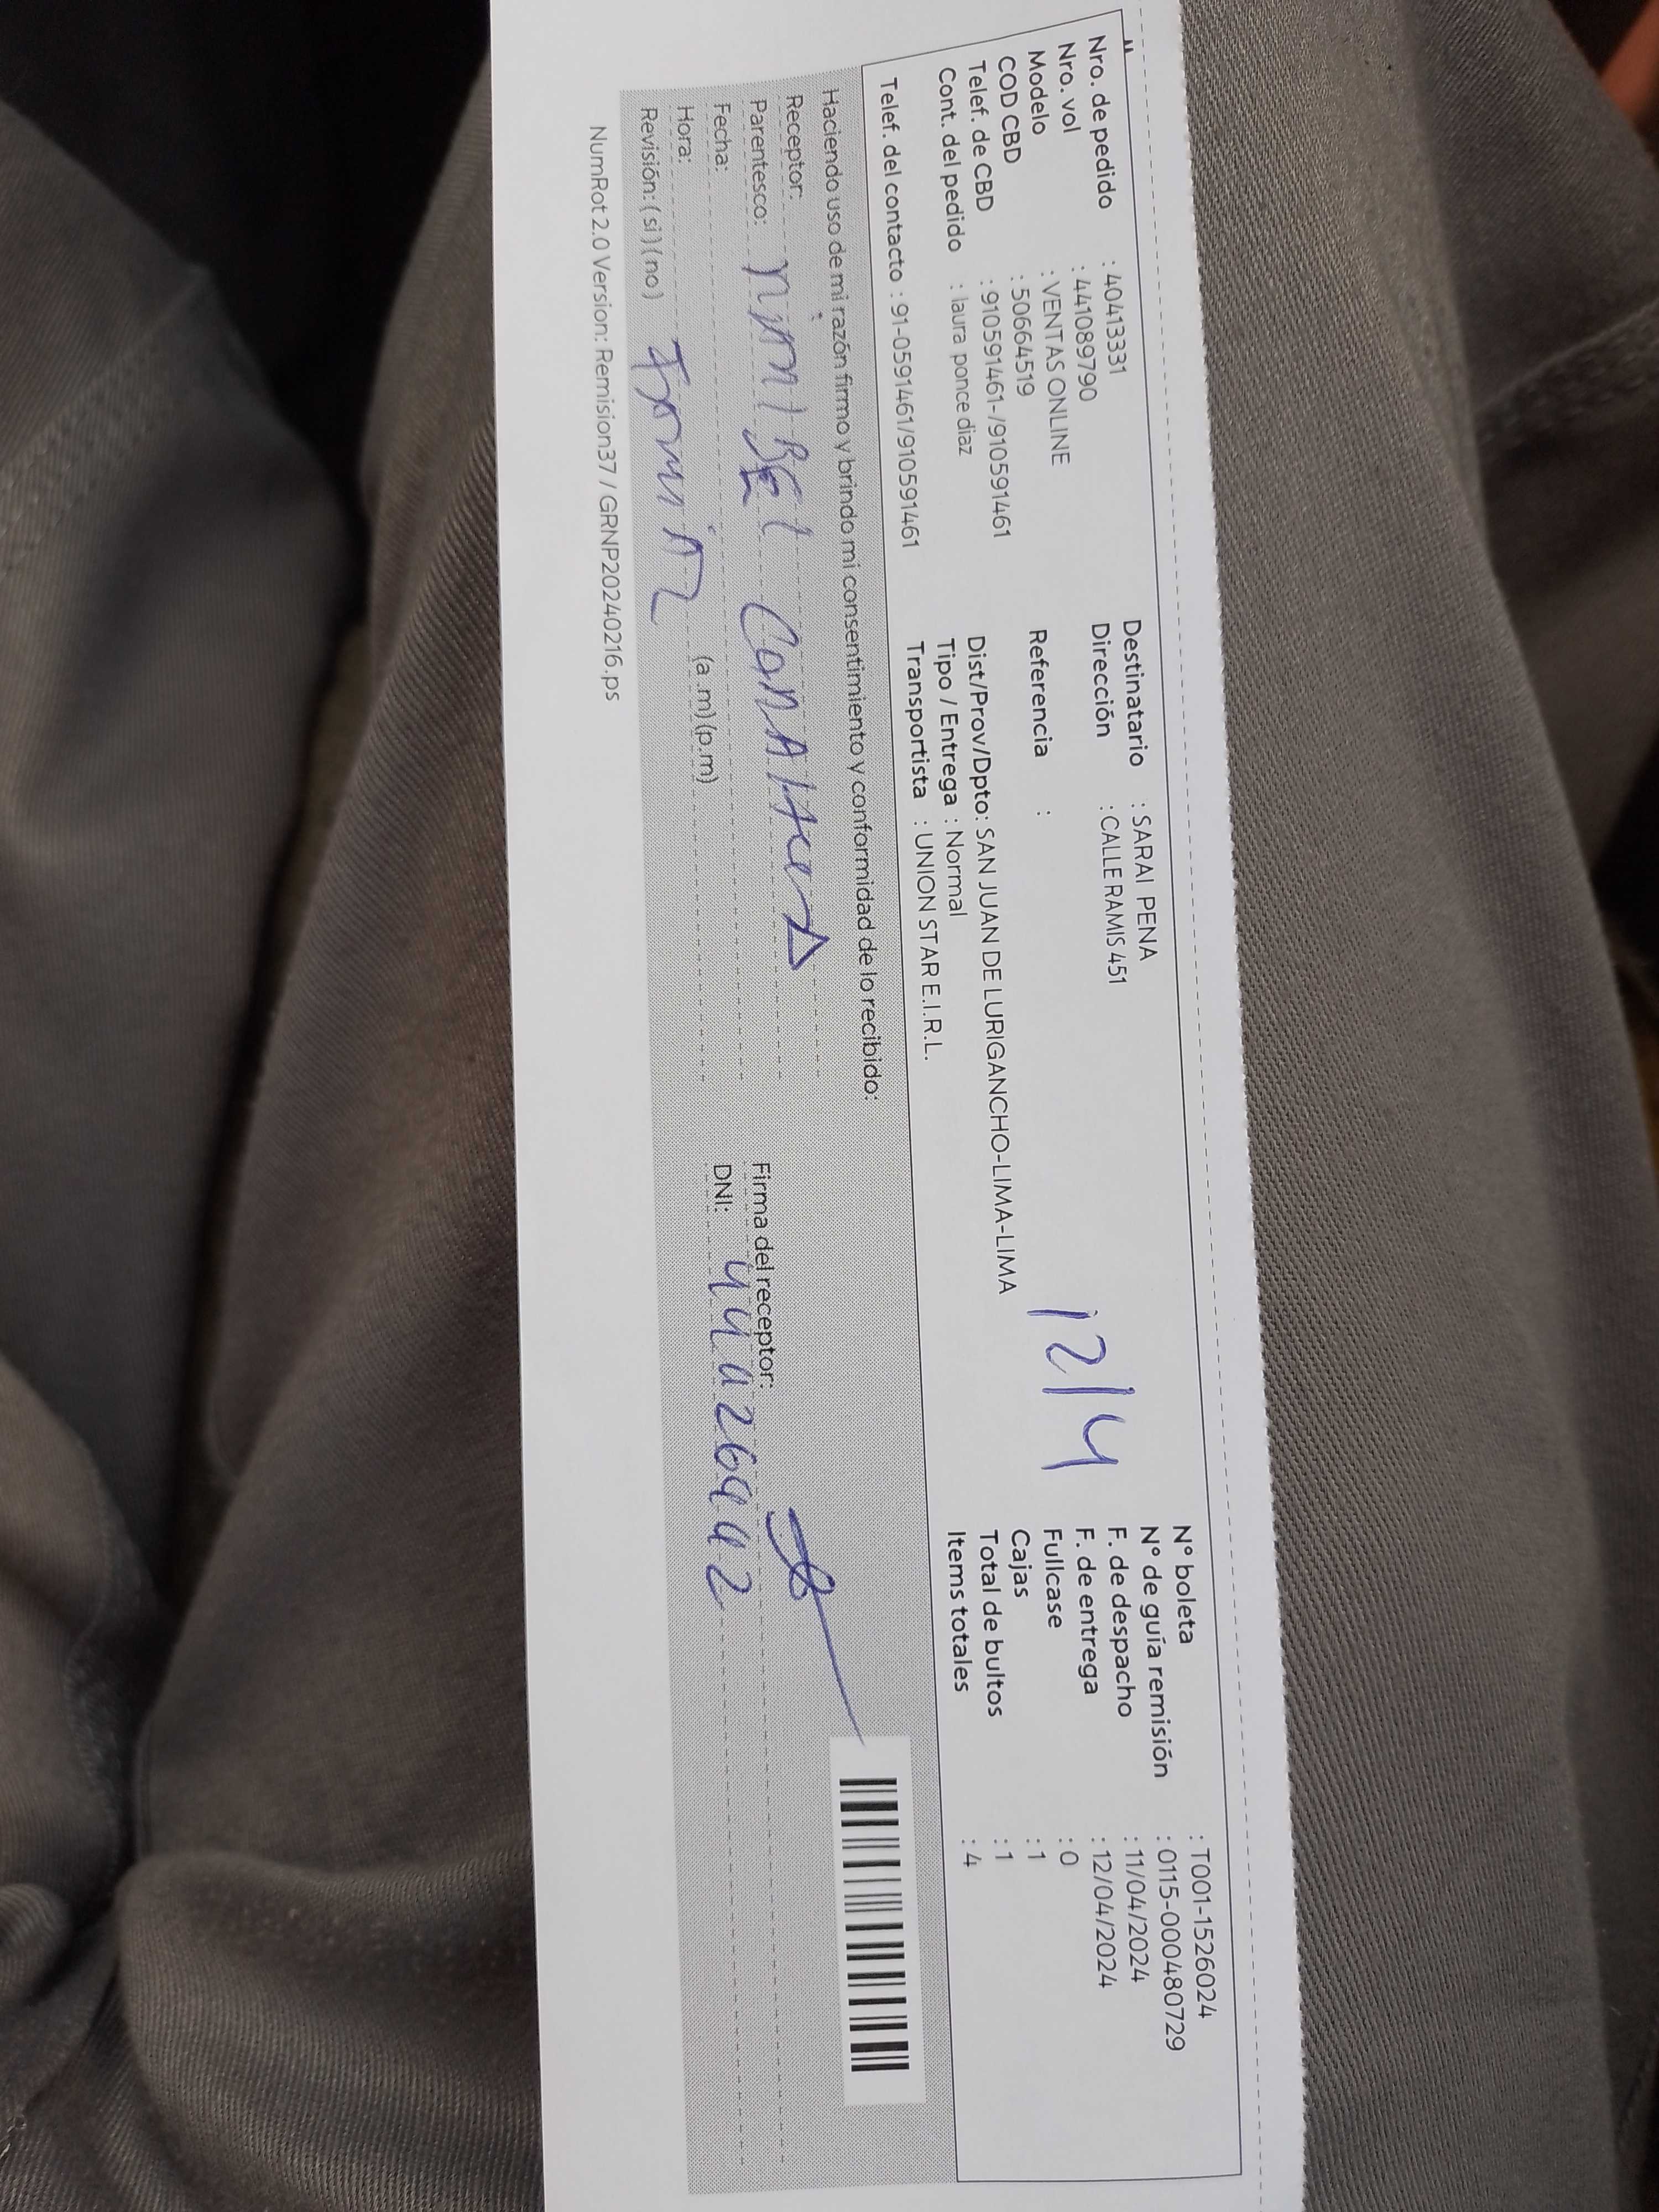 Nro. de pedido : 40413331
Nro. vol : 441089790
Modelo : VENTAS ONLINE
COD CBD : 50664519
Telef. de CBD : 910591461-/910591461
Cont. del pedido : laura ponce diaz
Telef. del contacto : 91-0591461/910591461
Destinatario : SARAI PENA
Dirección : CALLE RAMIS 451
Referencia :
Dist/Prov/Dpto: SAN JUAN DE LURIGANCHO-LIMA-LIMA
Tipo / Entrega : Normal
Transportista : UNION STAR E.I.R.L.
12/4
N° boleta : T001-1526024
N° de guía remisión : 0115-000480729
F. de despacho : 11/04/2024
F. de entrega : 12/04/2024
Fullcase : 0
Cajas : 1
Total de bultos : 1
Items totales : 4
Haciendo uso de mi razón firmo y brindo mi consentimiento y conformidad de lo recibido:
Receptor:
Parentesco:
Fecha:
Hora: (a.m)(p.m)
Revisión: (si)(no)
Firma del receptor:
DNI:
NumRot 2.0 Version: Remision37 / GRNP20240216.ps